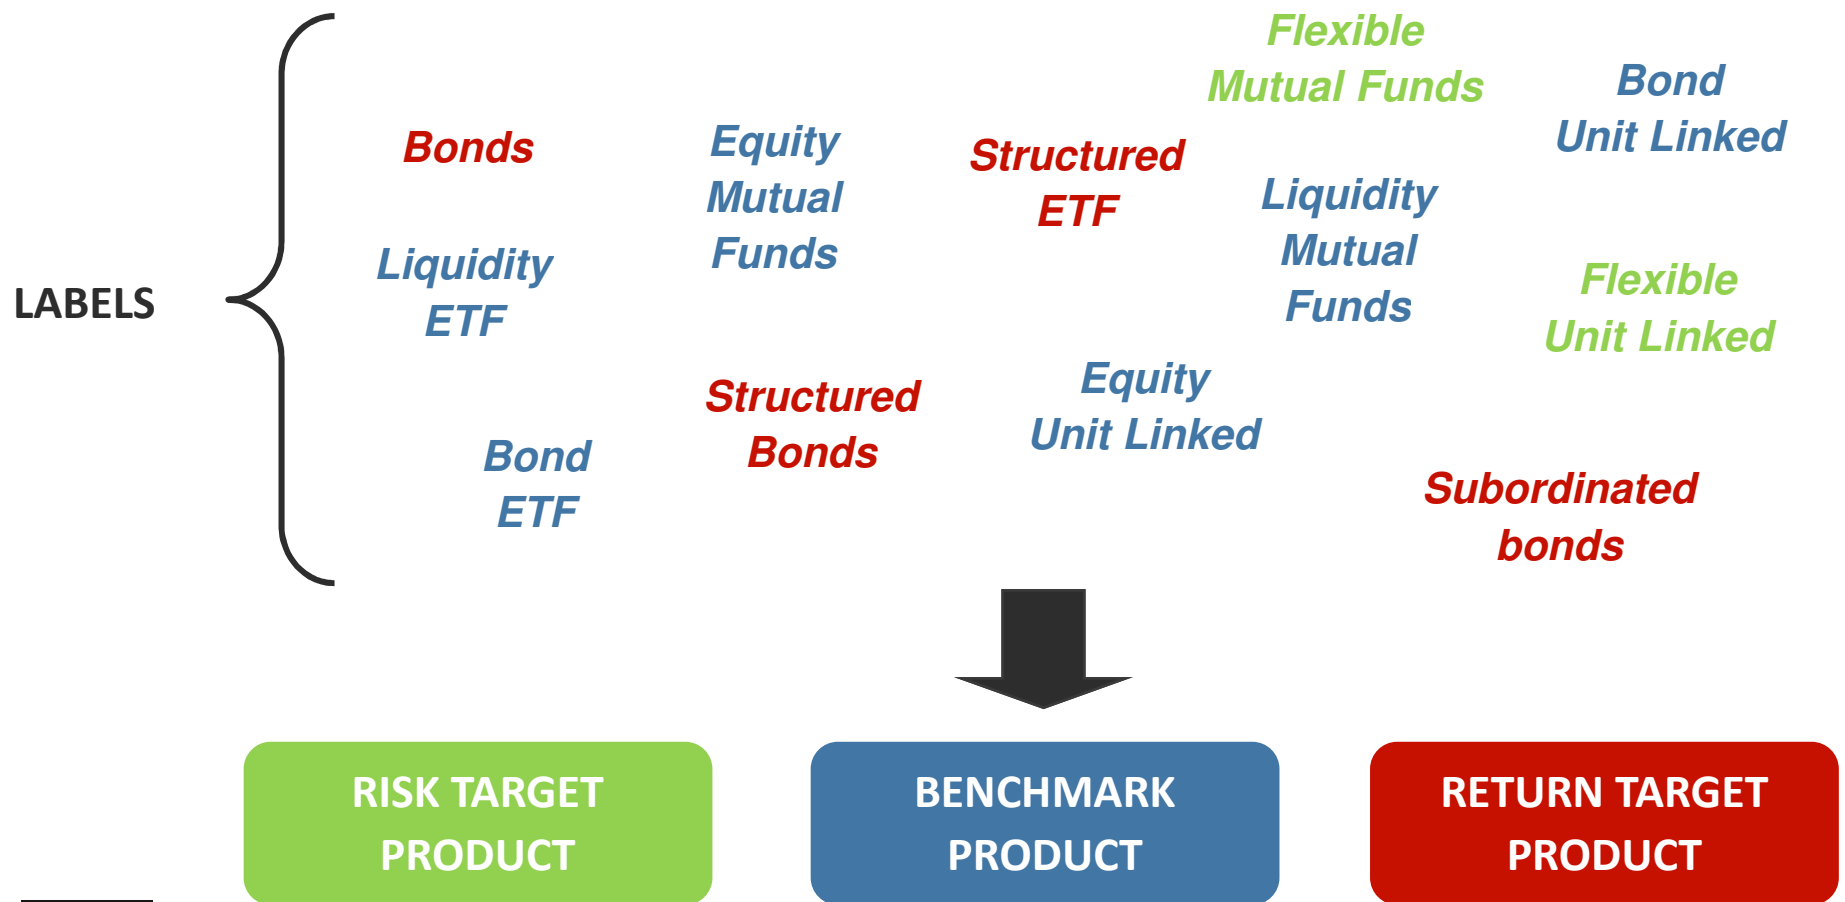 Flexible
Mutual Funds
Bond
Unit Linked
Bonds
Equity
Mutual
Funds
Structured
ETF
Liquidity
Mutual
Funds
Liquidity
ETF
Flexible
Unit Linked
LABELS
Structured
Bonds
Equity
Unit Linked
Bond
ETF
Subordinated
bonds
RISK TARGET
PRODUCT
BENCHMARK
PRODUCT
RETURN TARGET
PRODUCT